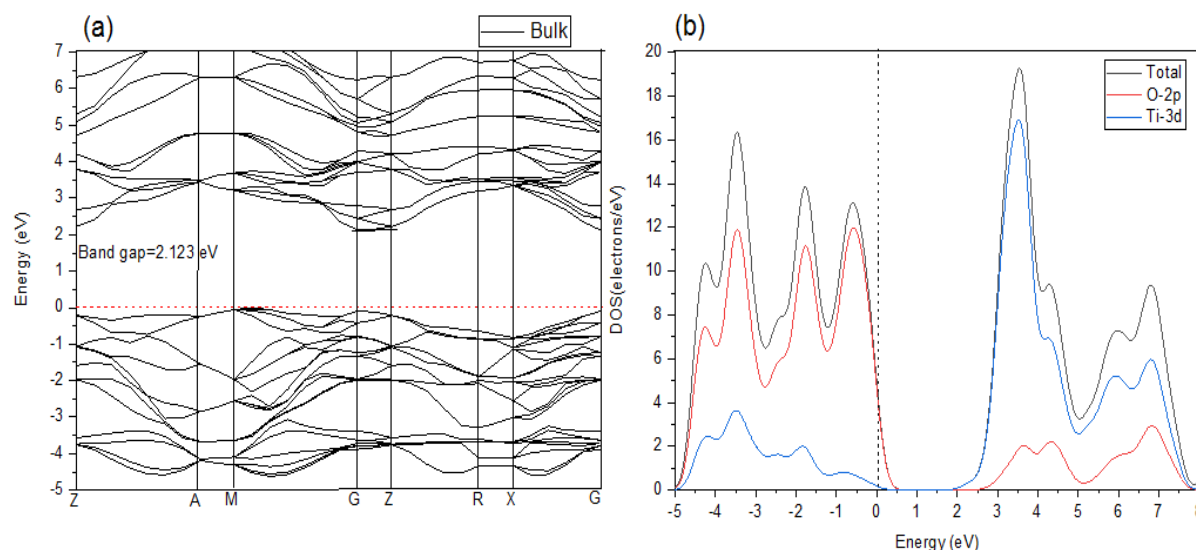 (a)
Bulk
7
6
5
4
3
2
1
0
-1
-2
-3
-4
-5
Energy (eV)
Band gap=2.123 eV
Z A M G Z R X G
(b)
20
18
16
14
12
10
8
6
4
2
0
DOS(electrons/eV)
Total
O-2p
Ti-3d
-5 -4 -3 -2 -1 0 1 2 3 4 5 6 7 8
Energy (eV)